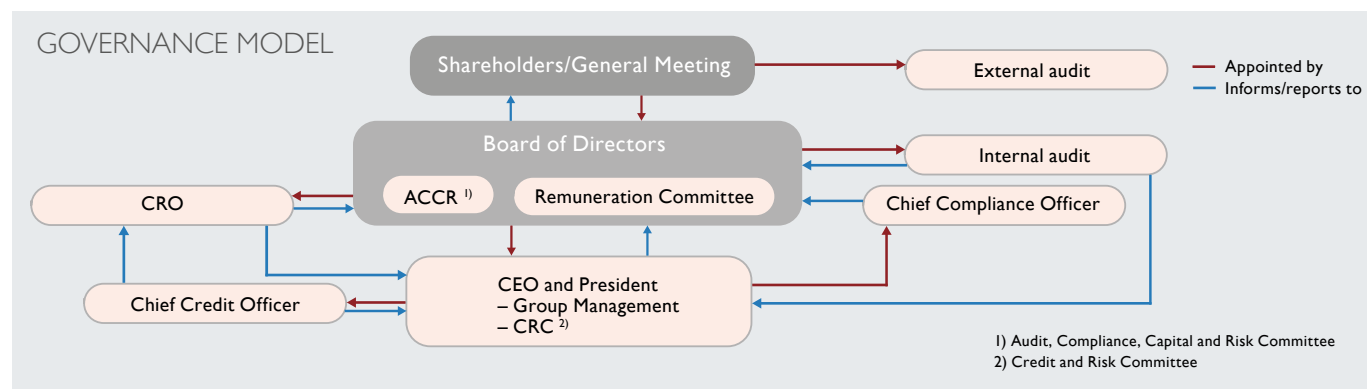 GOVERNANCE MODEL
Shareholders/General Meeting
External audit
Appointed by
Informs/reports to
Board of Directors
Internal audit
ACCR 1)
Remuneration Committee
CRO
Chief Compliance Officer
CEO and President
– Group Management
– CRC 2)
Chief Credit Officer
1) Audit, Compliance, Capital and Risk Committee
2) Credit and Risk Committee